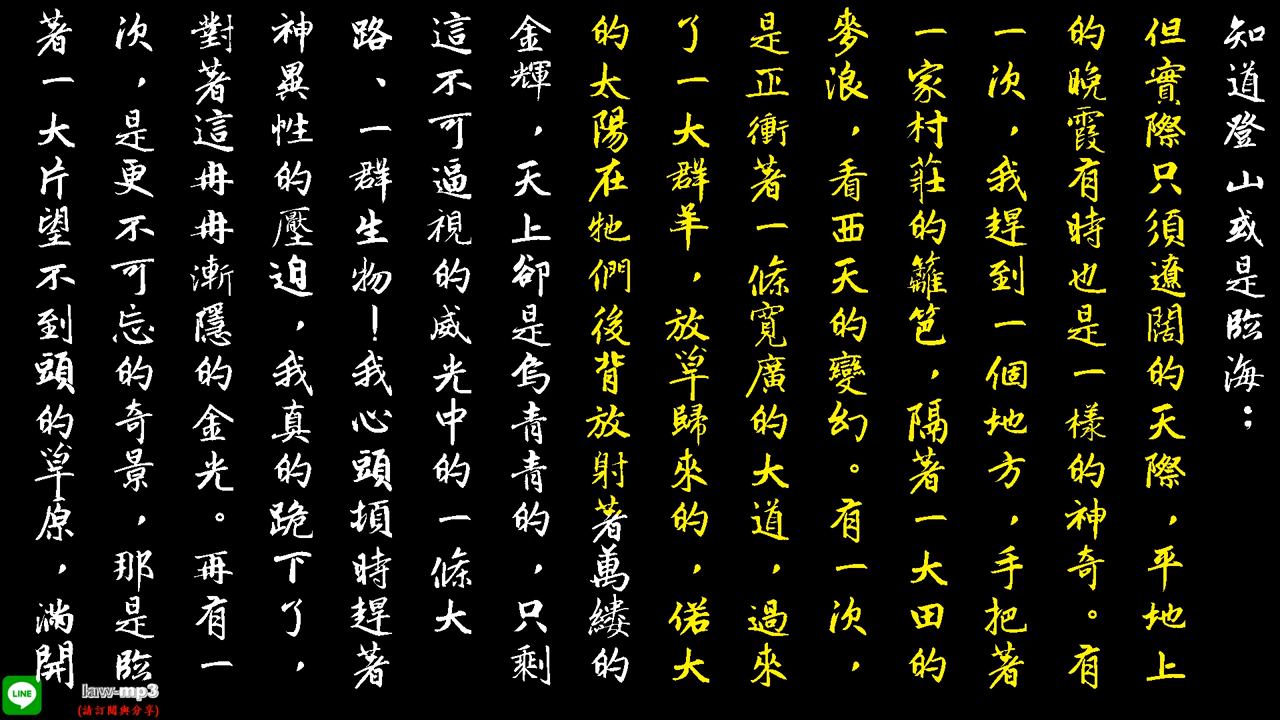 知道登山或是臨海；
但實際只須遼闊的天際，平地上
的晚霞有時也是一樣的神奇。有
一次，我趕到一個地方，手把著
一家村莊的籬笆，隔著一大田的
麥浪，看西天的變幻。有一次，
是正衝著一條寬廣的大道，過來
了一大群羊，放草歸來的，偌大
的太陽在牠們後背放射著萬縷的
金輝，天上卻是烏青青的，只剩
這不可逼視的威光中的一條大
路、一群生物！我心頭頃時趕著
神異性的壓迫，我真的跪下了，
對著這冉冉漸隱的金光。再有一
次，是更不可忘的奇景，那是臨
著一大片望不到頭的草原，滿開
LINE
law-mp3
(請訂閱與分享)